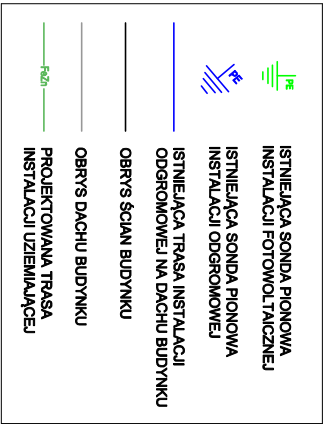 PE
ISTNIEJĄCA SONDA PIONOWA
INSTALACJI FOTOWOLTAICZNEJ
PE
ISTNIEJĄCA SONDA PIONOWA
INSTALACJI ODGROMOWEJ
ISTNIEJĄCA TRASA INSTALACJI
ODGROMOWEJ NA DACHU BUDYNKU
OBRYS ŚCIAN BUDYNKU
OBRYS DACHU BUDYNKU
FeZn
PROJEKTOWANA TRASA
INSTALACJI UZIEMIAJĄCEJ